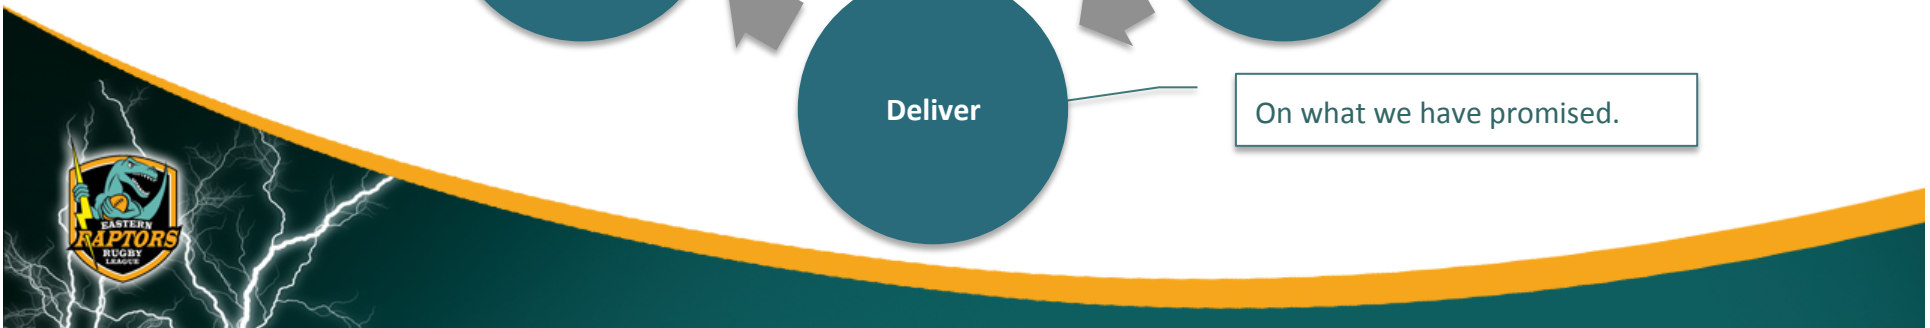 Deliver
On what we have promised.
EASTERN
RAPTORS
RUGBY
LEAGUE